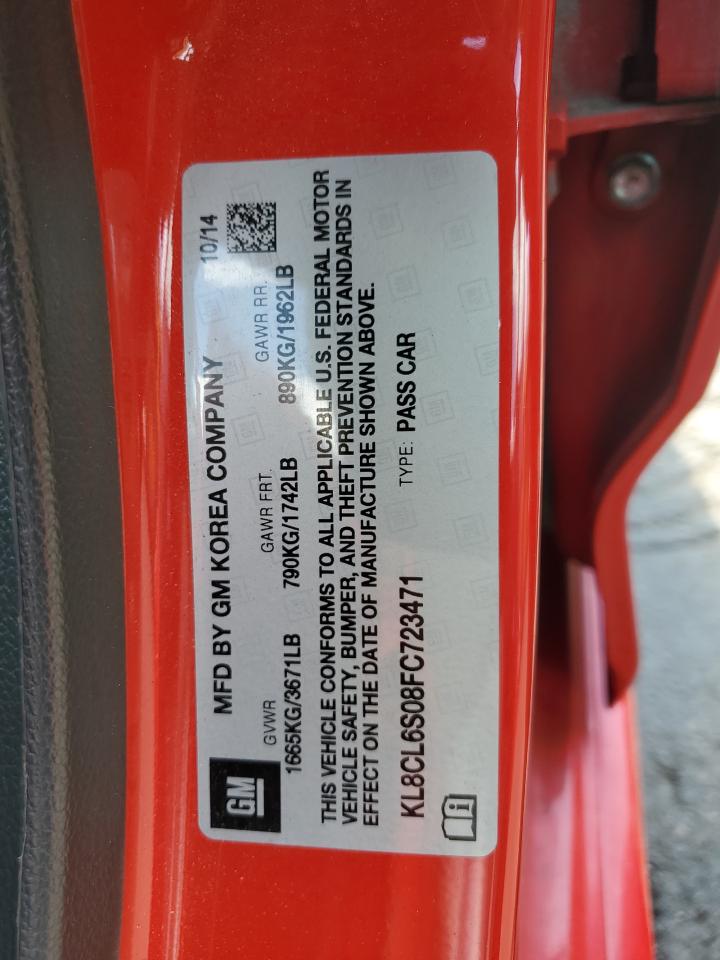 GM
MFD BY GM KOREA COMPANY 10/14
GVWR GAWR FRT. GAWR RR.
1665KG/3671LB 790KG/1742LB 890KG/1962LB
THIS VEHICLE CONFORMS TO ALL APPLICABLE U.S. FEDERAL MOTOR
VEHICLE SAFETY, BUMPER, AND THEFT PREVENTION STANDARDS IN
EFFECT ON THE DATE OF MANUFACTURE SHOWN ABOVE.
KL8CL6S08FC723471 TYPE: PASS CAR